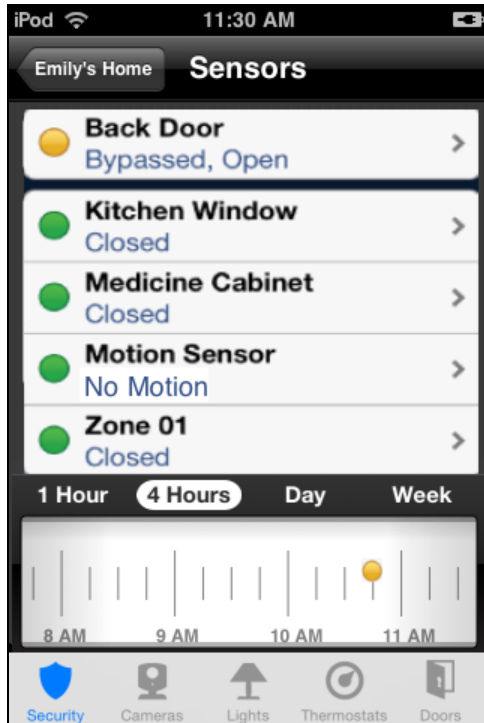 iPod 11:30 AM
Emily's Home Sensors
Back Door
Bypassed, Open
Kitchen Window
Closed
Medicine Cabinet
Closed
Motion Sensor
No Motion
Zone 01
Closed
1 Hour 4 Hours Day Week
8 AM 9 AM 10 AM 11 AM
Security Cameras Lights Thermostats Doors